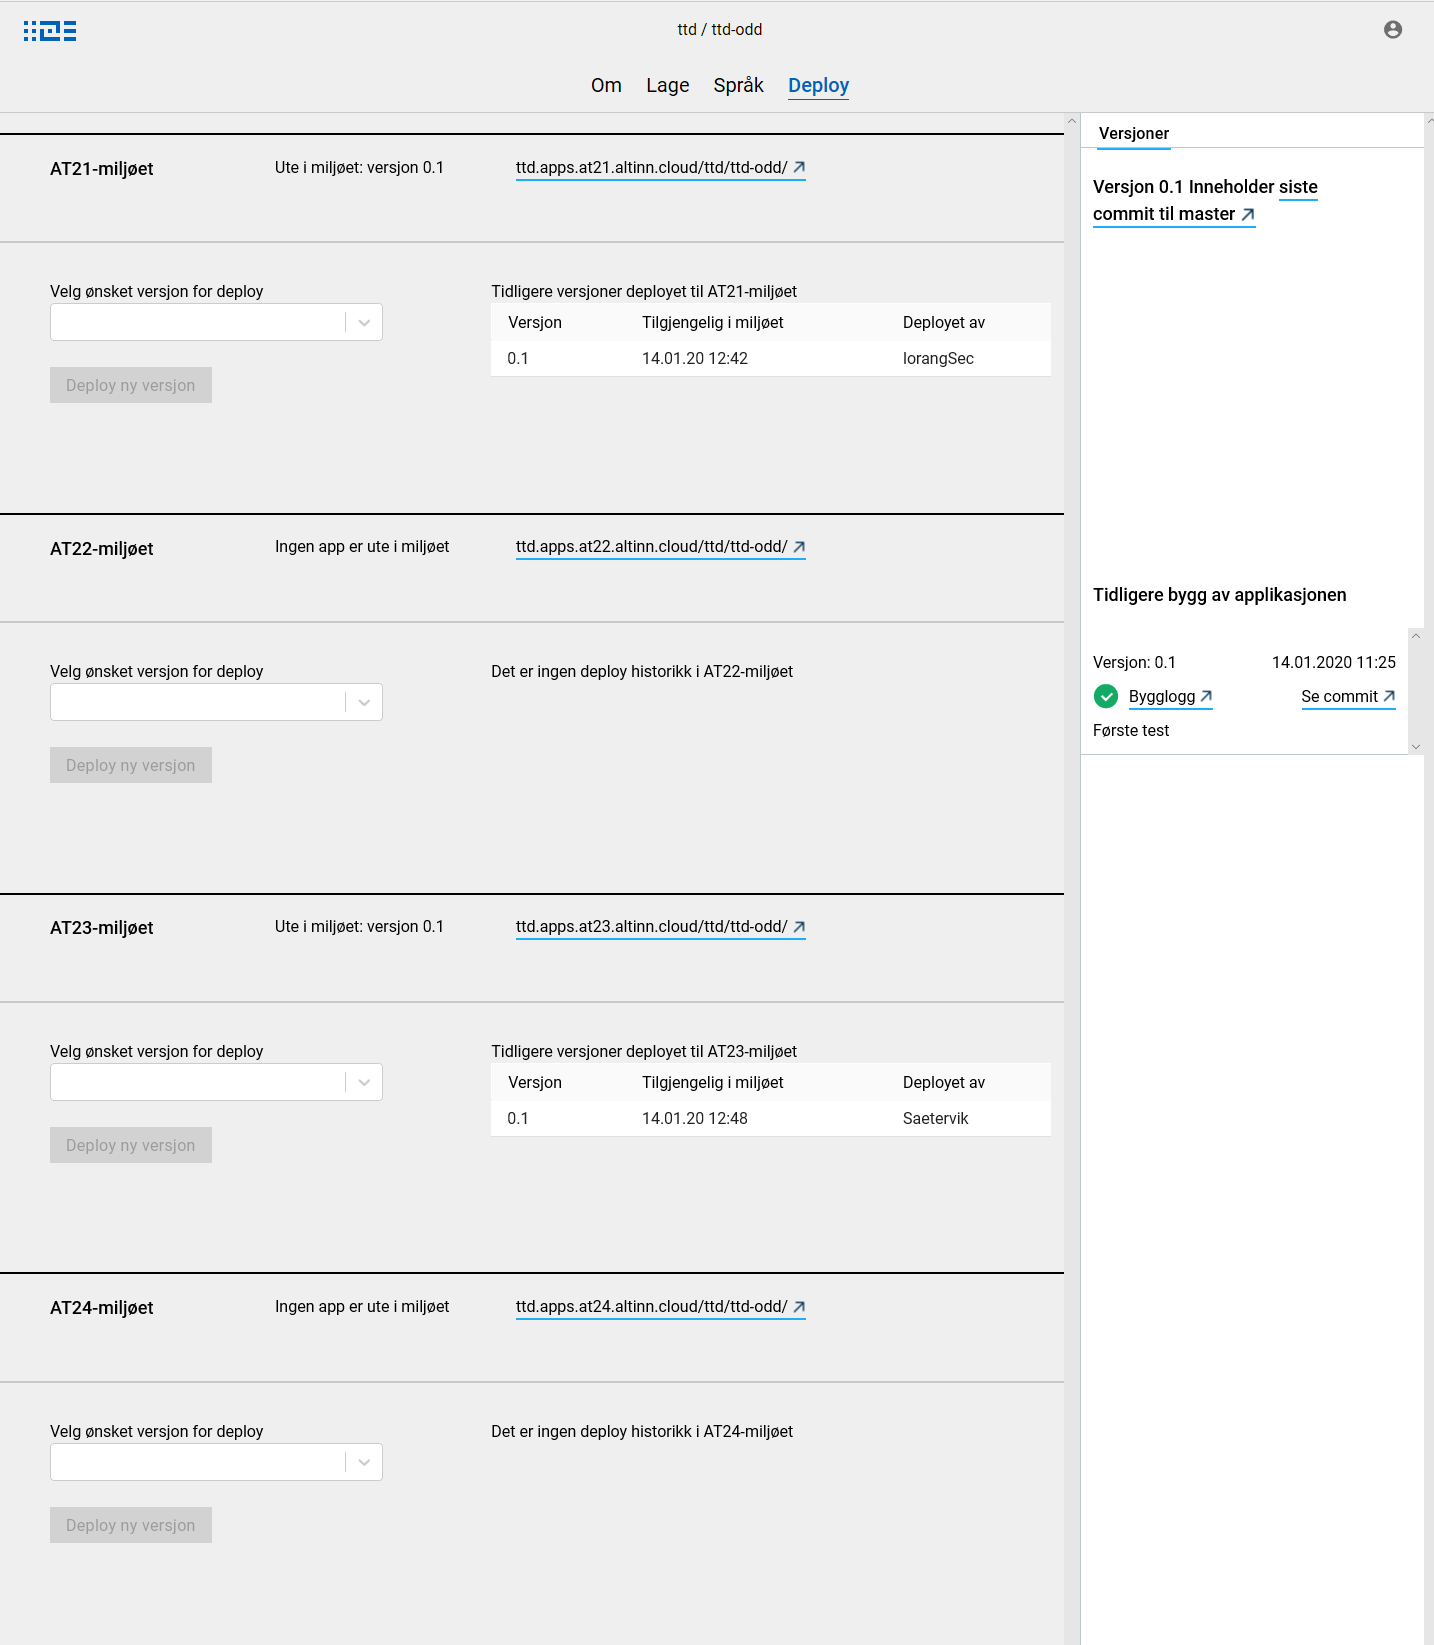 ttd / ttd-odd
Om Lage Språk Deploy
AT21-miljøet Ute i miljøet: versjon 0.1 ttd.apps.at21.altinn.cloud/ttd/ttd-odd/
Velg ønsket versjon for deploy
Deploy ny versjon
Tidligere versjoner deployet til AT21-miljøet
Versjon Tilgjengelig i miljøet Deployet av
0.1 14.01.20 12:42 lorangSec
AT22-miljøet Ingen app er ute i miljøet ttd.apps.at22.altinn.cloud/ttd/ttd-odd/
Velg ønsket versjon for deploy
Deploy ny versjon
Det er ingen deploy historikk i AT22-miljøet
AT23-miljøet Ute i miljøet: versjon 0.1 ttd.apps.at23.altinn.cloud/ttd/ttd-odd/
Velg ønsket versjon for deploy
Deploy ny versjon
Tidligere versjoner deployet til AT23-miljøet
Versjon Tilgjengelig i miljøet Deployet av
0.1 14.01.20 12:48 Saetervik
AT24-miljøet Ingen app er ute i miljøet ttd.apps.at24.altinn.cloud/ttd/ttd-odd/
Velg ønsket versjon for deploy
Deploy ny versjon
Det er ingen deploy historikk i AT24-miljøet
Versjoner
Versjon 0.1 Inneholder siste
commit til master
Tidligere bygg av applikasjonen
Versjon: 0.1 14.01.2020 11:25
Bygglogg Se commit
Første test